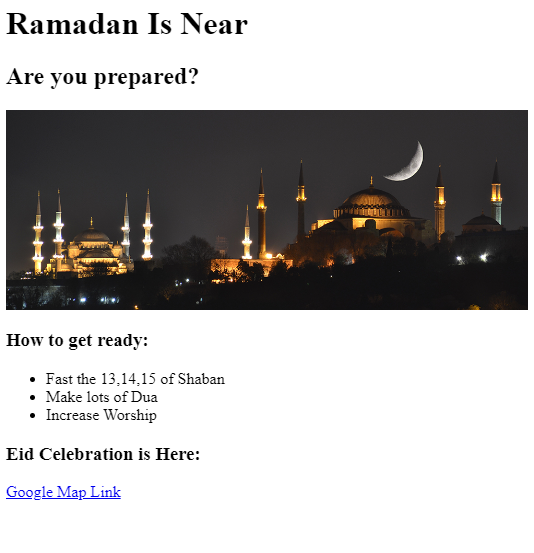 Ramadan Is Near
Are you prepared?
How to get ready:
Fast the 13,14,15 of Shaban
Make lots of Dua
Increase Worship
Eid Celebration is Here:
Google Map Link